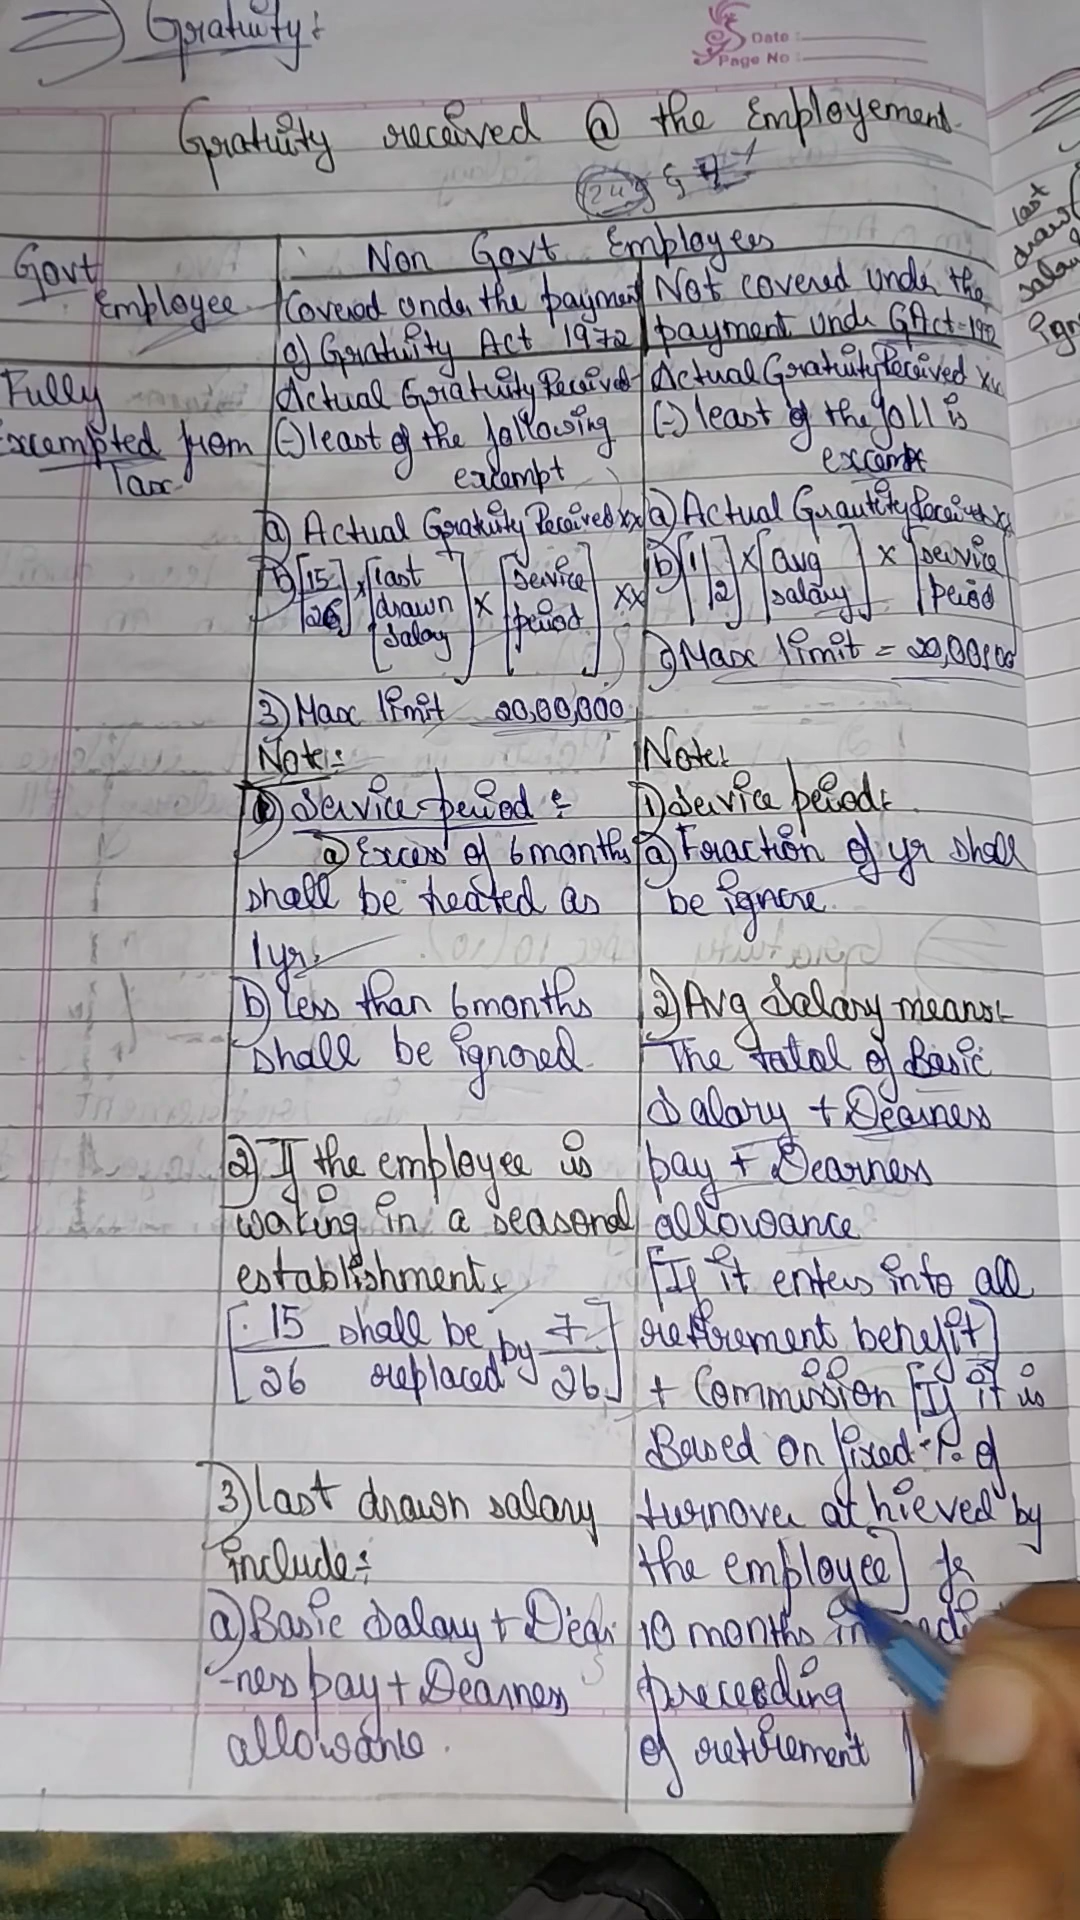 Gratuity:
Date :
Page No :
Gratuity received @ the Employement.
Govt
Employee
Non Govt Employees
Covered under the payment
of Gratuity Act 1972
Not covered under the
payment under GAct-1972
Fully
Excempted from
Tax
Actual Gratuity Received
(-) least of the following
excempt
a) Actual Gratuity Received xx
b) [15/26] x [last drawn salary] x [service period] xx
3) Max limit 20,00,000
Note:
1) Service period:
a) Excess of 6 months
shall be treated as
1yr.
b) less than 6 months
shall be ignored.
2) If the employee is
woking in a seasonal
establishment:
[15/26 shall be replaced by 7/26]
3) last drawn salary
include:
a) Basic Salary + Dear
-ness pay + Dearness
allowance.
Actual Gratuity Received xx
(-) least of the foll is
excempt
a) Actual Gratuity Received xx
b) [1/2] x [avg salary] x [service period]
c) Max limit = 20,00,000
Note:
1) Service period:
a) Fraction of yr shall
be ignore.
2) Avg Salary means:-
The total of Basic
Salary + Dearness
pay + Dearness
allowance
[If it enters into all
retirement benefit]
+ Commission [If it is
Based on fixed % of
turnover achieved by
the employee] for
10 months
preceeding
of retirement
last
drawn